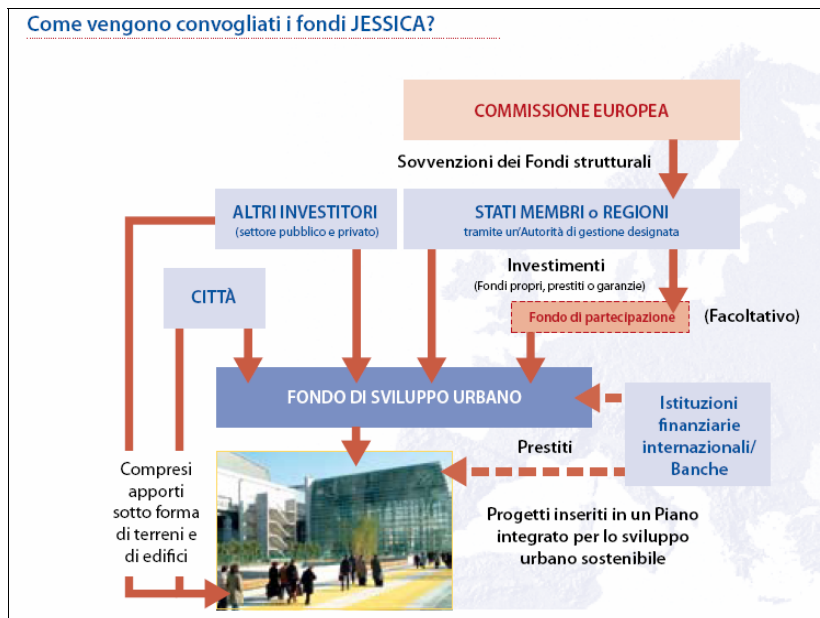 Come vengono convogliati i fondi JESSICA?
COMMISSIONE EUROPEA
Sovvenzioni dei Fondi strutturali
ALTRI INVESTITORI
(settore pubblico e privato)
STATI MEMBRI o REGIONI
tramite un'Autorità di gestione designata
Investimenti
(Fondi propri, prestiti o garanzie)
CITTÀ
Fondo di partecipazione
(Facoltativo)
FONDO DI SVILUPPO URBANO
Istituzioni
finanziarie
internazionali/
Banche
Prestiti
Compresi
apporti
sotto forma
di terreni e
di edifici
Progetti inseriti in un Piano
integrato per lo sviluppo
urbano sostenibile